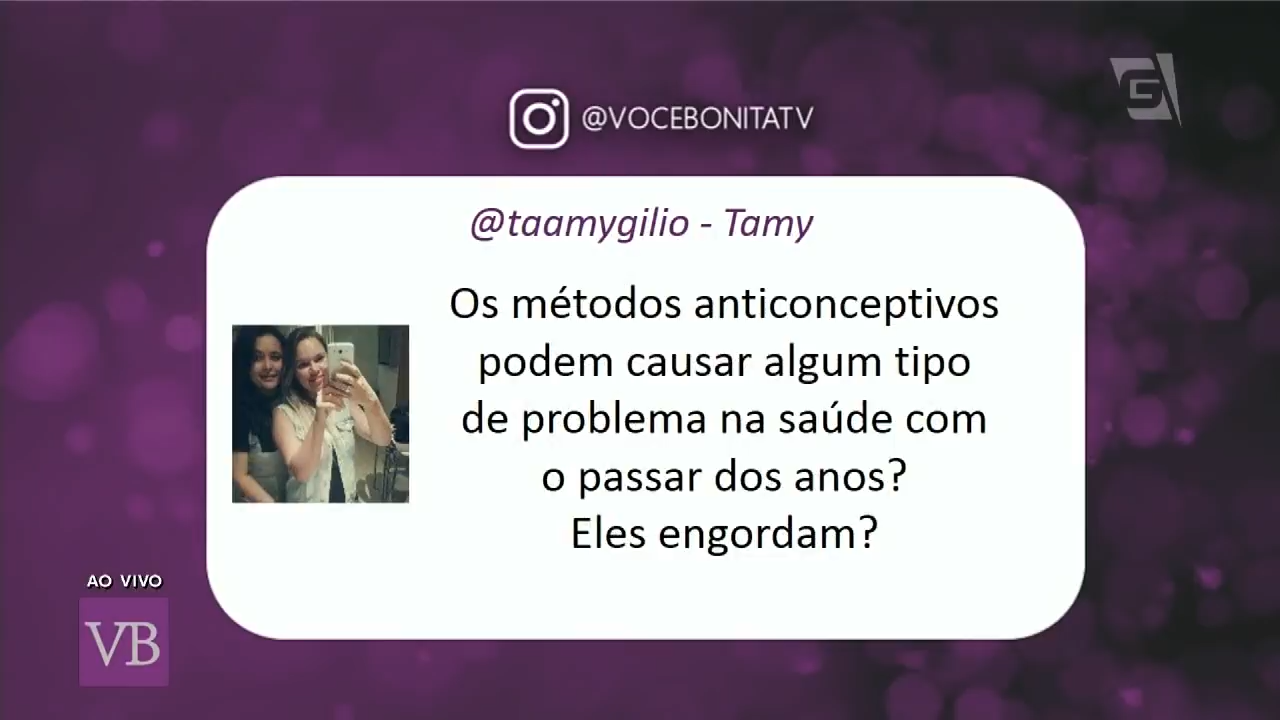 @VOCEBONITATV
@taamygilio - Tamy
Os métodos anticonceptivos
podem causar algum tipo
de problema na saúde com
o passar dos anos?
Eles engordam?
AO VIVO
VB